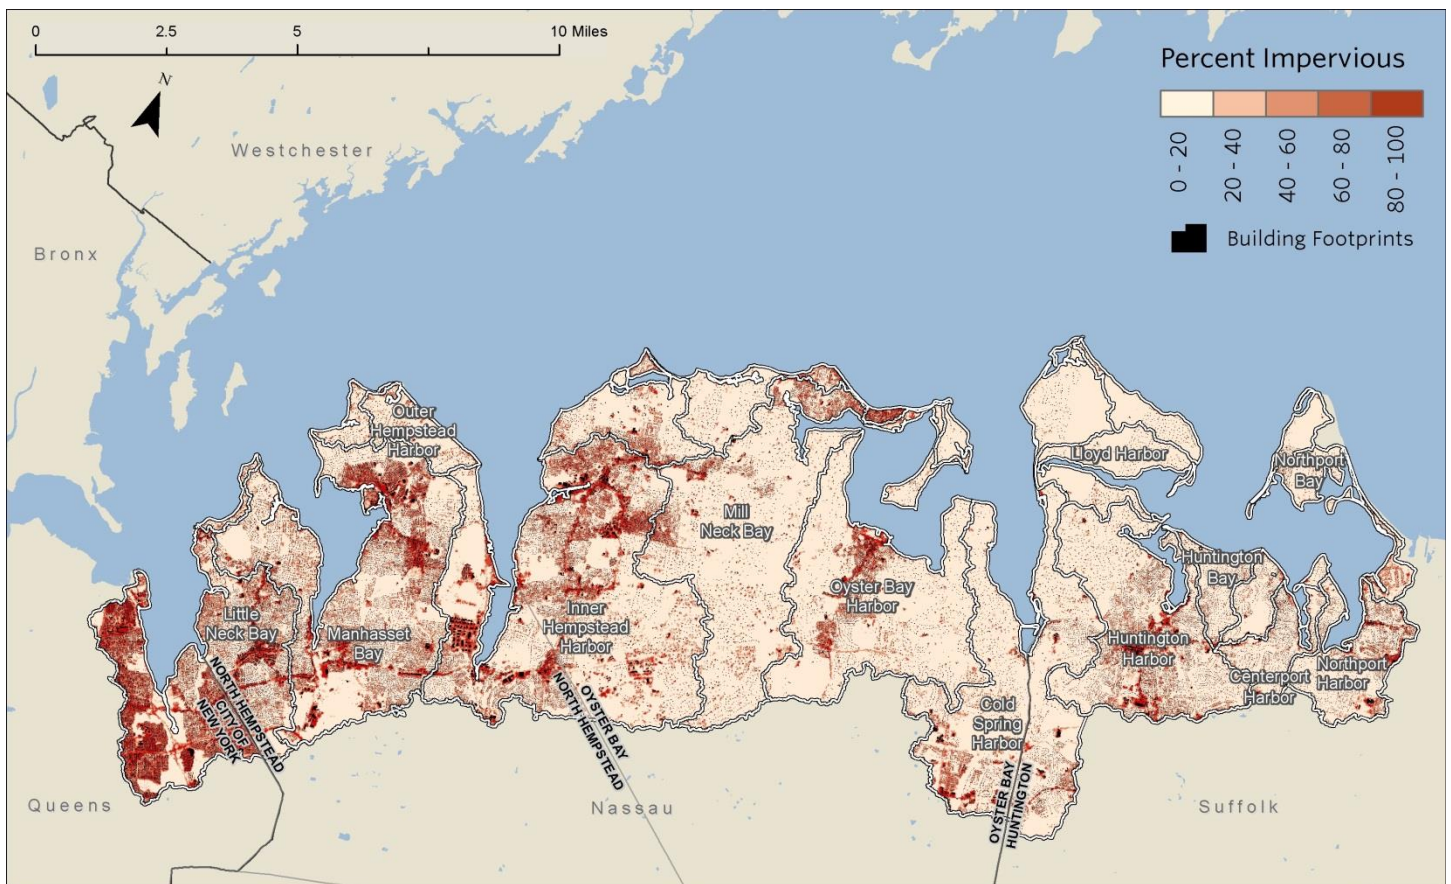 0 2.5 5 10 Miles
N
Percent Impervious
0 - 20
20 - 40
40 - 60
60 - 80
80 - 100
Building Footprints
Westchester
Bronx
Outer
Hempstead
Harbor
Lloyd Harbor
Northport
Bay
Mill
Neck Bay
Huntington
Bay
Oyster Bay
Harbor
Little
Neck Bay
Manhasset
Bay
Inner
Hempstead
Harbor
Huntington
Harbor
Centerport
Harbor
Northport
Harbor
Cold
Spring
Harbor
NORTH HEMPSTEAD
CITY OF
NEW YORK
OYSTER BAY
NORTH HEMPSTEAD
OYSTER BAY
HUNTINGTON
Queens
Nassau
Suffolk